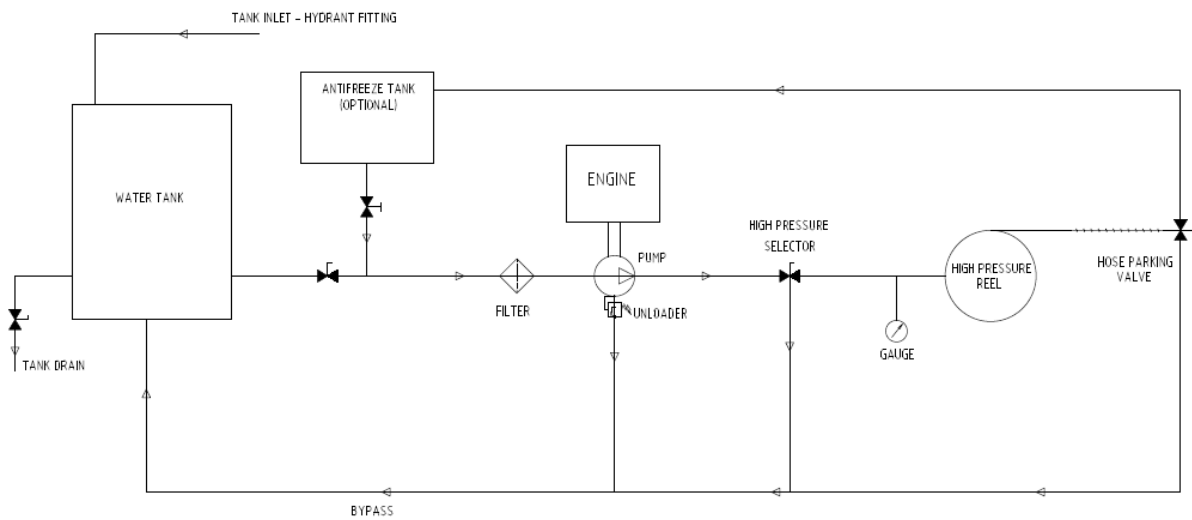 TANK INLET - HYDRANT FITTING
ANTIFREEZE TANK
(OPTIONAL)
ENGINE
WATER TANK
HIGH PRESSURE
SELECTOR
PUMP
HIGH PRESSURE
REEL
HOSE PARKING
VALVE
FILTER
UNLOADER
GAUGE
TANK DRAIN
BYPASS